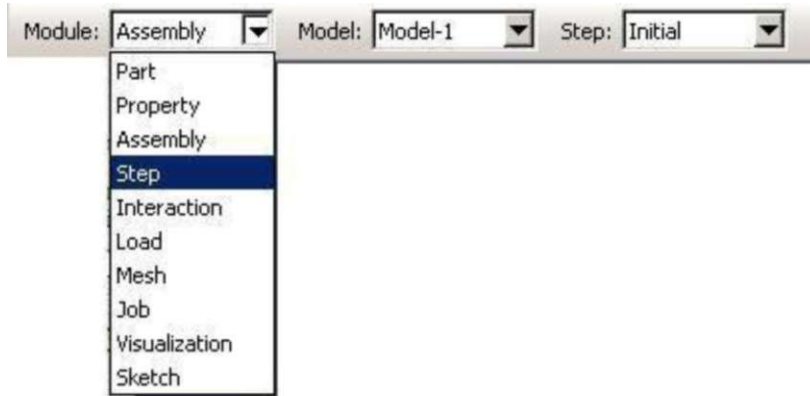 Module: Assembly Model: Model-1 Step: Initial
Part
Property
Assembly
Step
Interaction
Load
Mesh
Job
Visualization
Sketch